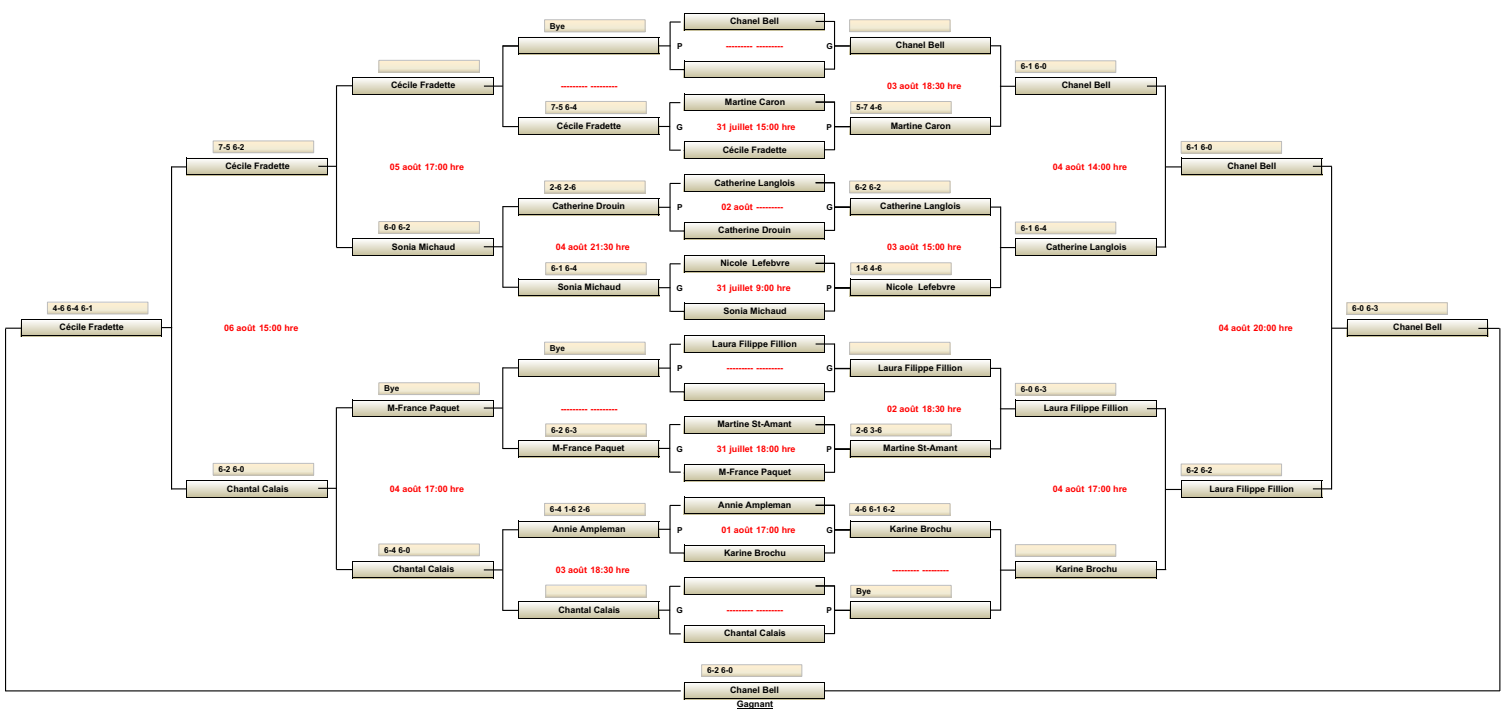 Chanel Bell
Bye
P --------- --------- G
Chanel Bell
6-1 6-0
Cécile Fradette
--------- ---------
03 août 18:30 hre
Chanel Bell
7-5 6-4
Martine Caron
5-7 4-6
Cécile Fradette
G 31 juillet 15:00 hre P
Martine Caron
7-5 6-2
Cécile Fradette
6-1 6-0
Cécile Fradette
05 août 17:00 hre
04 août 14:00 hre
Chanel Bell
2-6 2-6
Catherine Langlois
6-2 6-2
Catherine Drouin
P 02 août --------- G
Catherine Langlois
6-0 6-2
Catherine Drouin
6-1 6-4
Sonia Michaud
04 août 21:30 hre
03 août 15:00 hre
Catherine Langlois
6-1 6-4
Nicole Lefebvre
1-6 4-6
Sonia Michaud
G 31 juillet 9:00 hre P
Nicole Lefebvre
4-6 6-4 6-1
Sonia Michaud
6-0 6-3
Cécile Fradette
06 août 15:00 hre
04 août 20:00 hre
Chanel Bell
Bye
Laura Filippe Fillion
P --------- --------- G
Laura Filippe Fillion
Bye
6-0 6-3
M-France Paquet
--------- ---------
02 août 18:30 hre
Laura Filippe Fillion
6-2 6-3
Martine St-Amant
2-6 3-6
M-France Paquet
G 31 juillet 18:00 hre P
Martine St-Amant
6-2 6-0
M-France Paquet
6-2 6-2
Chantal Calais
04 août 17:00 hre
04 août 17:00 hre
Laura Filippe Fillion
6-4 1-6 2-6
Annie Ampleman
4-6 6-1 6-2
Annie Ampleman
P 01 août 17:00 hre G
Karine Brochu
6-4 6-0
Karine Brochu
Chantal Calais
03 août 18:30 hre
--------- ---------
Karine Brochu
Bye
Chantal Calais
G --------- --------- P
Chantal Calais
6-2 6-0
Chanel Bell
Gagnant